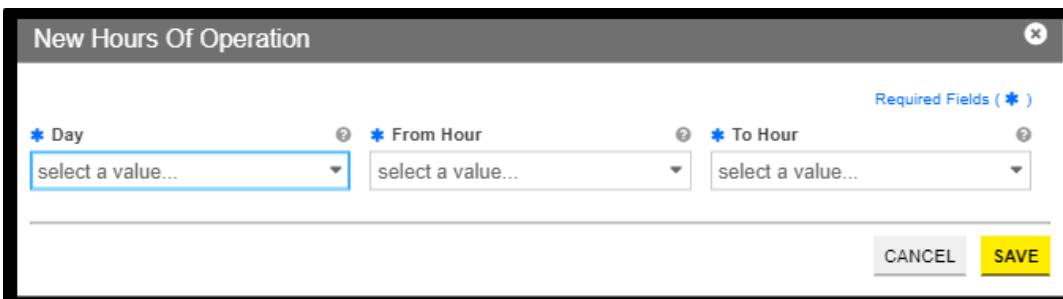 New Hours Of Operation
Required Fields ( * )
* Day * From Hour * To Hour
select a value... select a value... select a value...
CANCEL SAVE